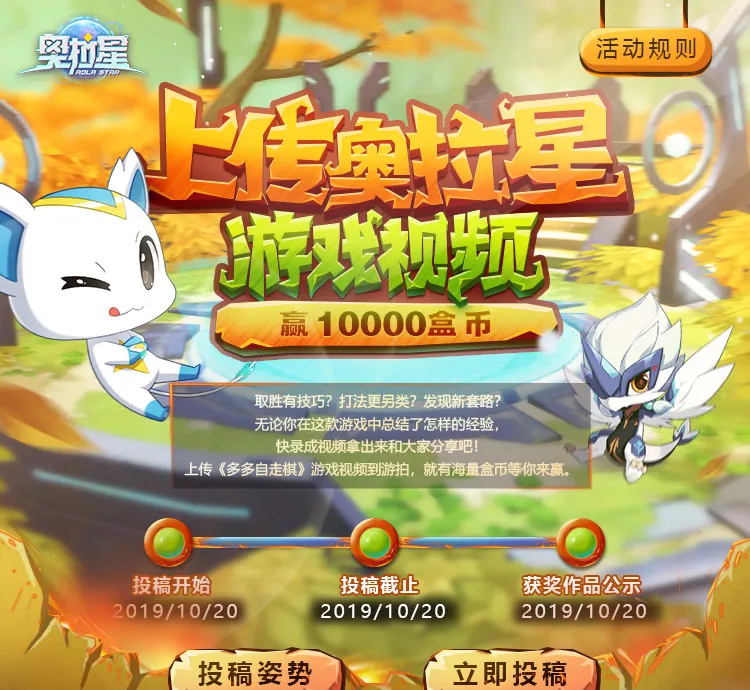 奥拉星
AOLA STAR
活动规则
上传奥拉星
游戏视频
赢10000盒币
取胜有技巧？打法更另类？发现新套路？
无论你在这款游戏中总结了怎样的经验，
快录成视频拿出来和大家分享吧！
上传《多多自走棋》游戏视频到游拍，就有海量盒币等你来赢。
投稿开始
2019/10/20
投稿截止
2019/10/20
获奖作品公示
2019/10/20
投稿姿势
立即投稿